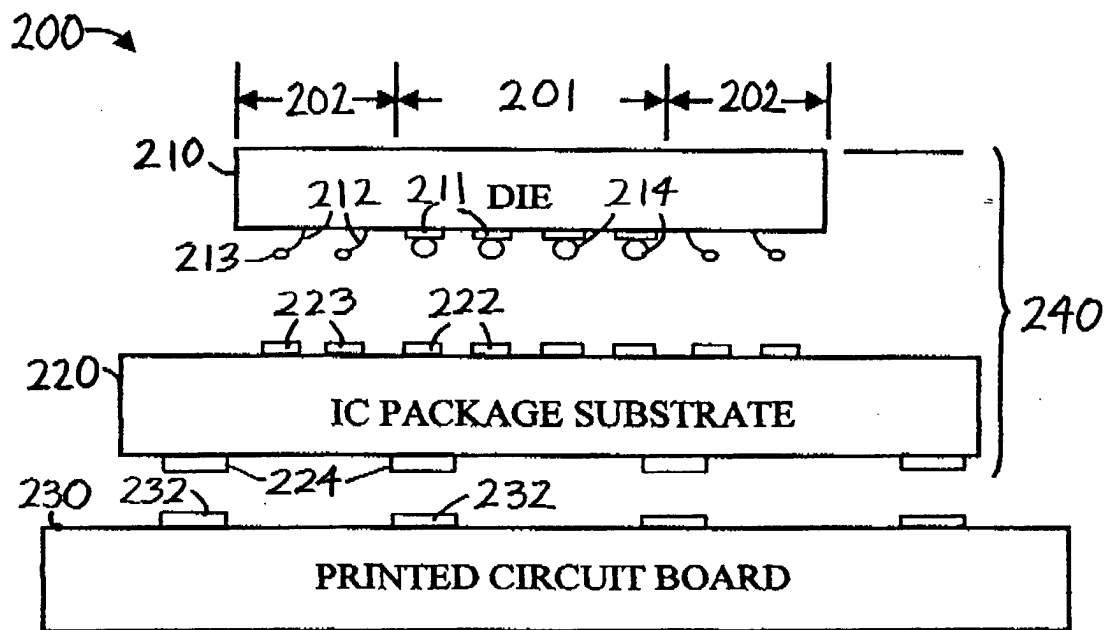 200
202 201 202
210 DIE
212 211 214
213
223 222
240
220
IC PACKAGE SUBSTRATE
224
230 232 232
PRINTED CIRCUIT BOARD